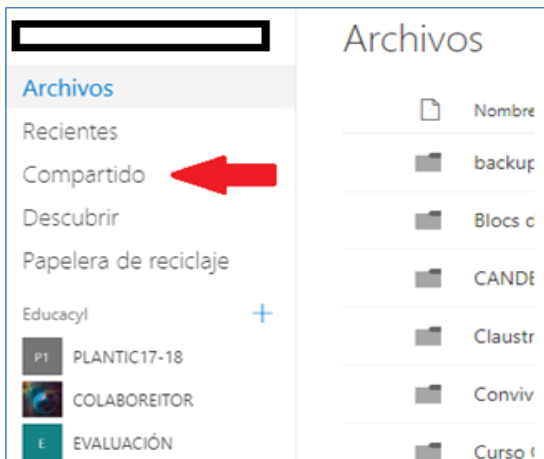 Archivos
Recientes
Compartido
Descubrir
Papelera de reciclaje
Educacyl
P1 PLANTIC17-18
COLABOREITOR
E EVALUACIÓN
Archivos
Nombre
backup
Blocs d
CANDE
Claustr
Conviv
Curso